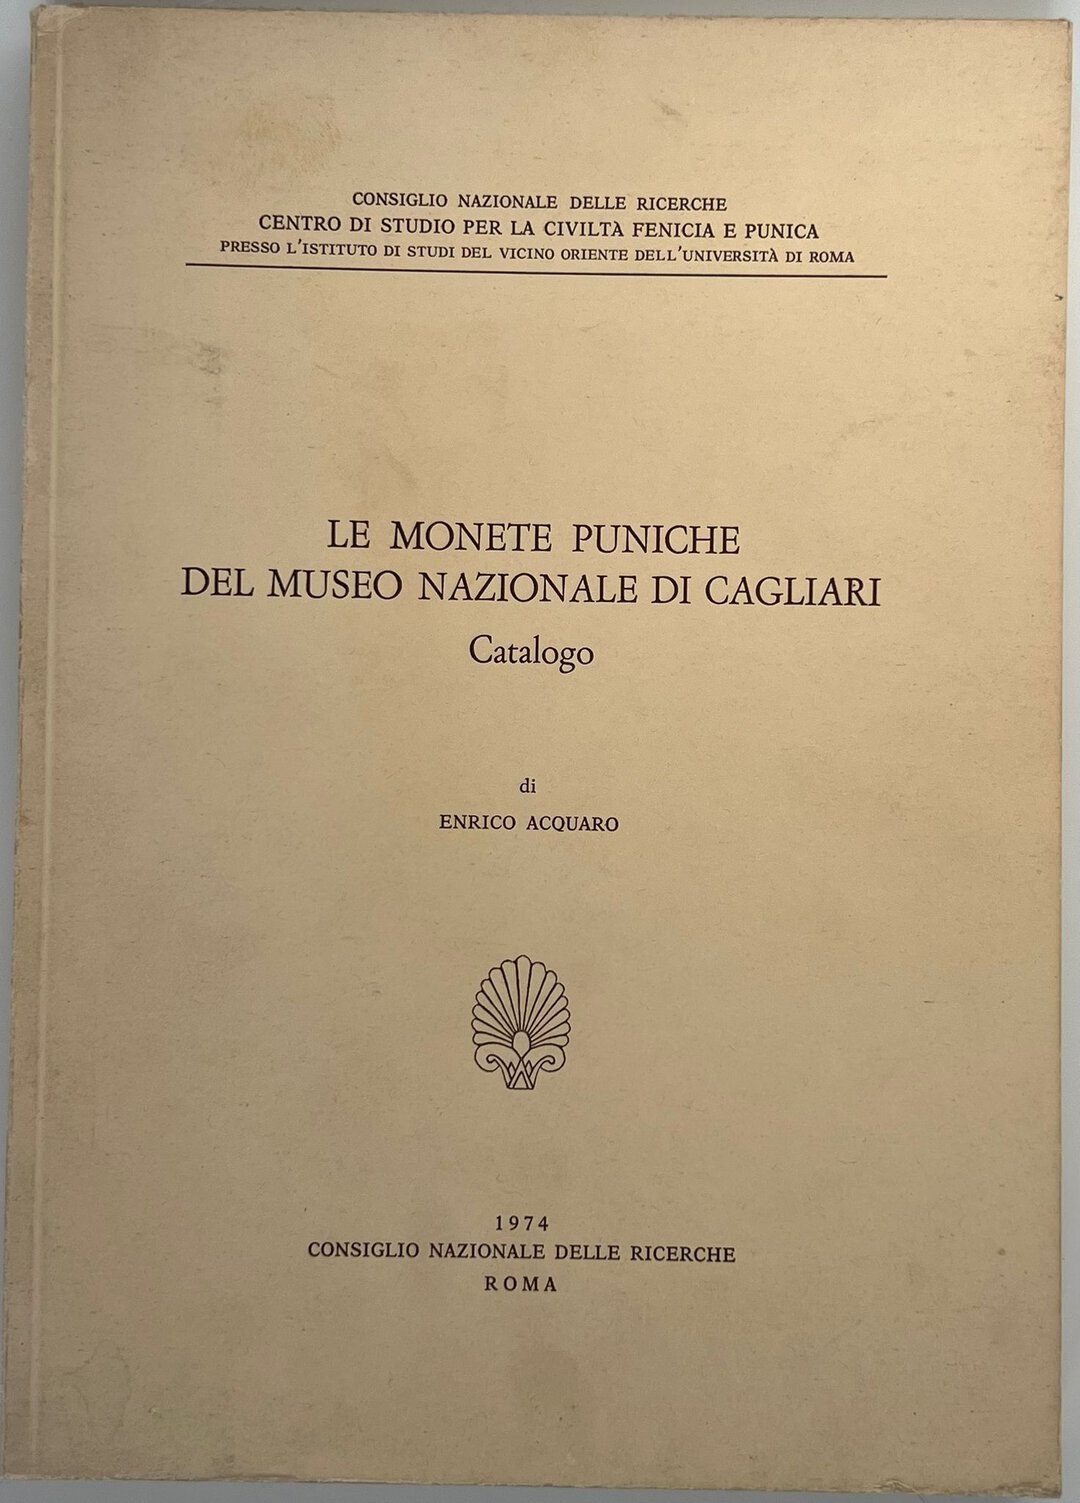 CONSIGLIO NAZIONALE DELLE RICERCHE
CENTRO DI STUDIO PER LA CIVILTÀ FENICIA E PUNICA
PRESSO L'ISTITUTO DI STUDI DEL VICINO ORIENTE DELL'UNIVERSITÀ DI ROMA
LE MONETE PUNICHE
DEL MUSEO NAZIONALE DI CAGLIARI
Catalogo
di
ENRICO ACQUARO
1974
CONSIGLIO NAZIONALE DELLE RICERCHE
ROMA